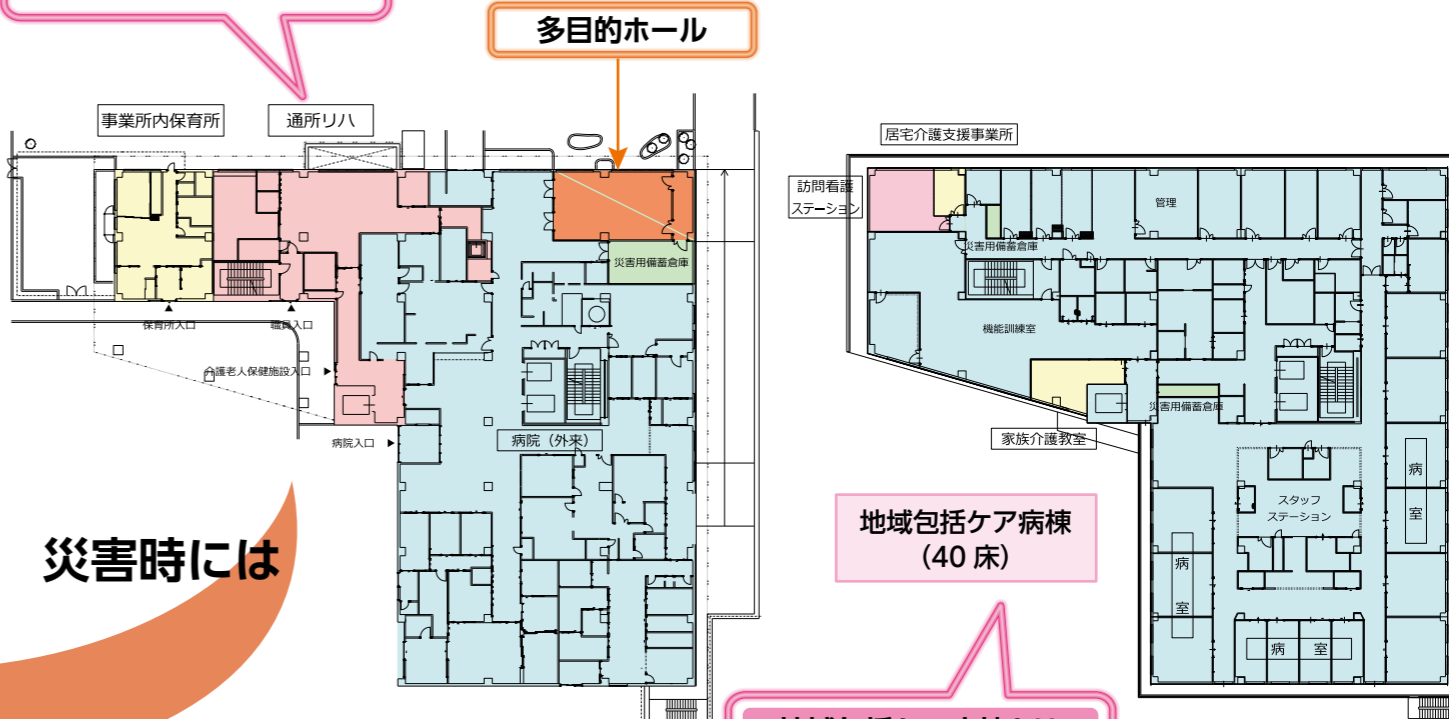 多目的ホール
事業所内保育所
通所リハ
災害用備蓄倉庫
保育所入口
職員入口
介護老人保健施設入口
病院入口
病院（外来）
災害時には
居宅介護支援事業所
訪問看護
ステーション
管理
災害用備蓄倉庫
機能訓練室
災害用備蓄倉庫
家族介護教室
スタッフ
ステーション
病室
病室
病室
地域包括ケア病棟
（40 床）